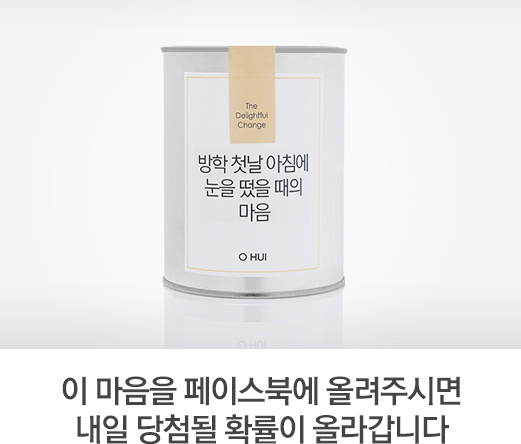 The
Delightful
Change
방학 첫날 아침에
눈을 떴을 때의
마음
O HUI
이 마음을 페이스북에 올려주시면
내일 당첨될 확률이 올라갑니다